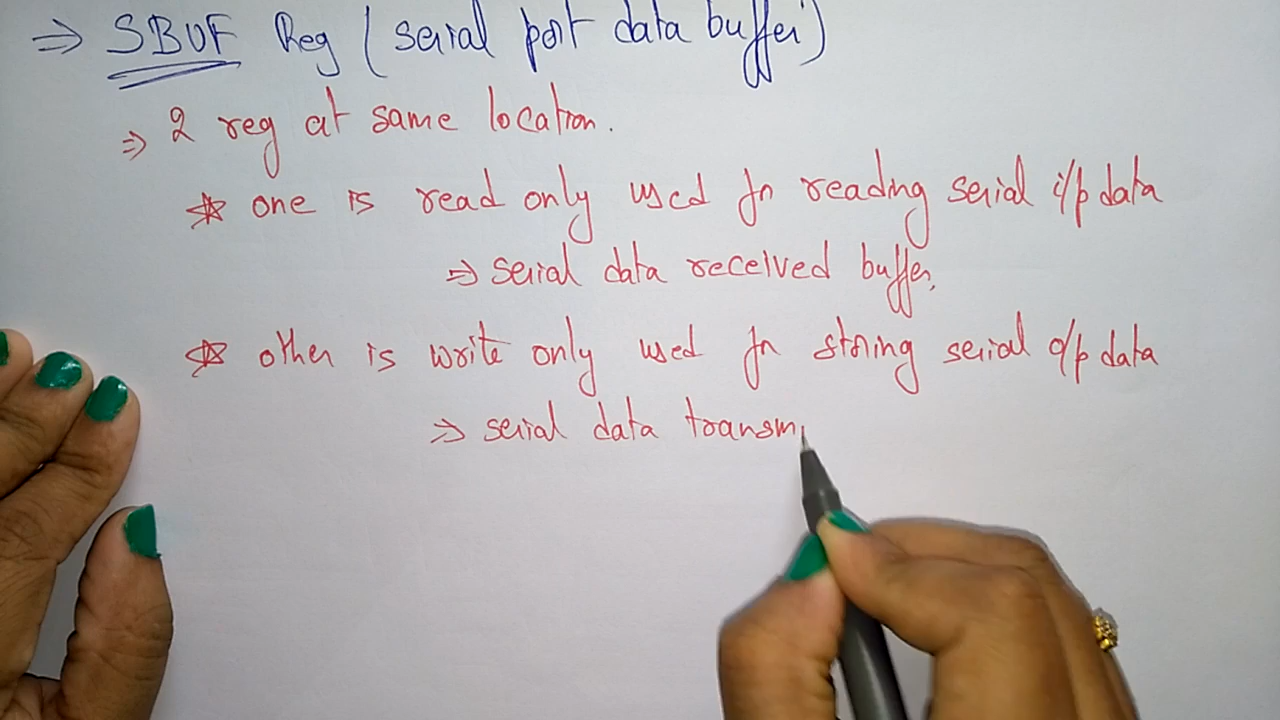 ⇒ SBUF Reg (serial port data buffer)
⇒ 2 reg at same location.
☆ one is read only used for reading serial i/p data
⇒ serial data received buffer,
☆ other is write only used for storing serial o/p data
⇒ serial data transmi